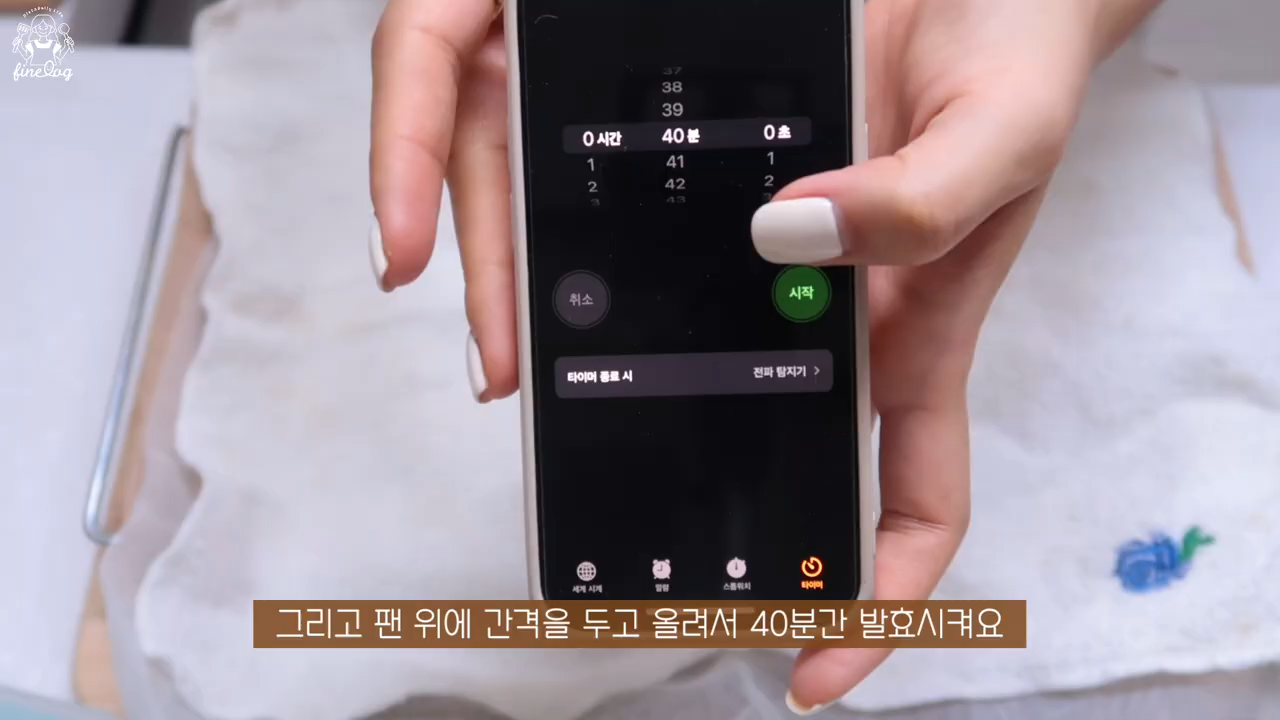 fineQog
37
38
39
0 시간 40 분 0 초
1 41 1
2 42 2
3 43
취소 시작
타이머 종료 시 전파 탐지기 >
세계 시계 알람 스톱워치 타이머
그리고 팬 위에 간격을 두고 올려서 40분간 발효시켜요